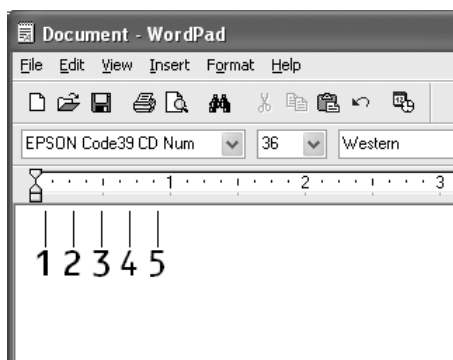 Document - WordPad
File Edit View Insert Format Help
EPSON Code39 CD Num 36 Western
1 2 3
1 2 3 4 5